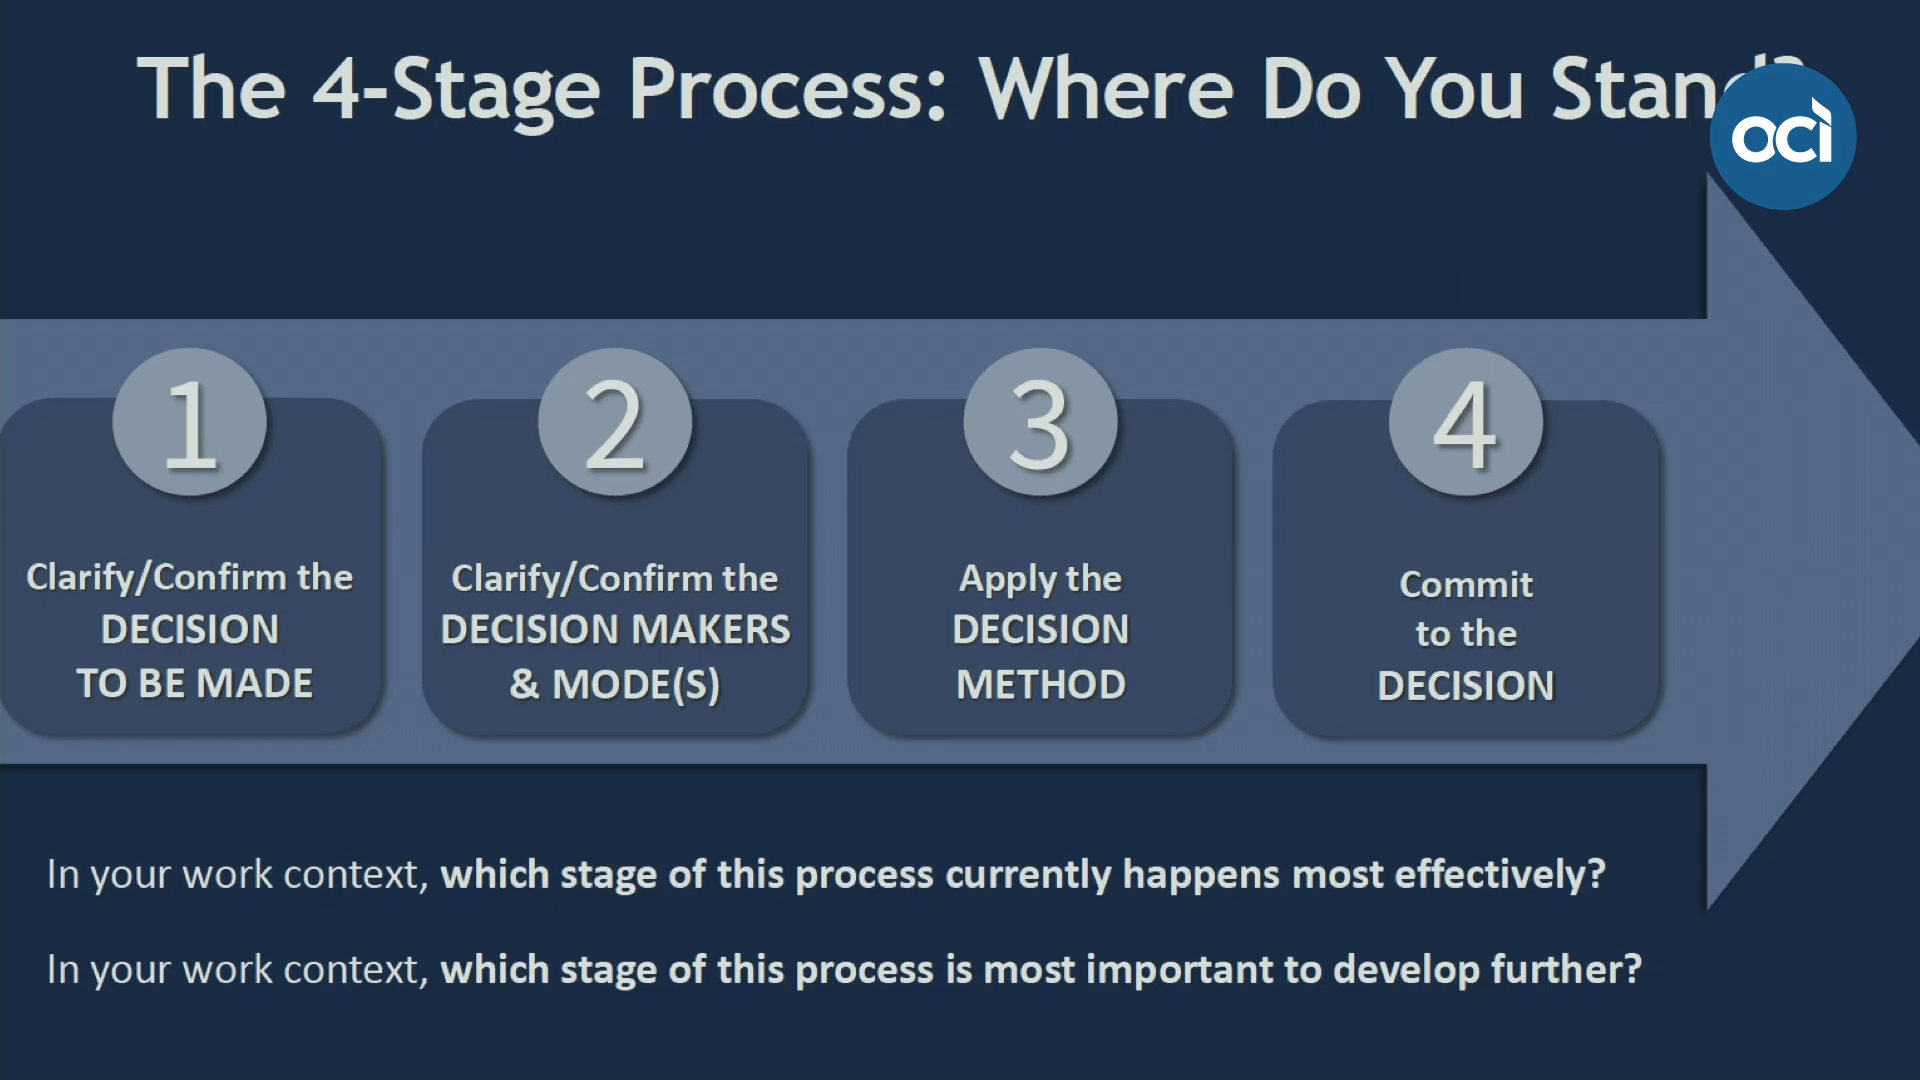 The 4-Stage Process: Where Do You Stand?
oci
1
Clarify/Confirm the
DECISION
TO BE MADE
2
Clarify/Confirm the
DECISION MAKERS
& MODE(S)
3
Apply the
DECISION
METHOD
4
Commit
to the
DECISION
In your work context, which stage of this process currently happens most effectively?
In your work context, which stage of this process is most important to develop further?